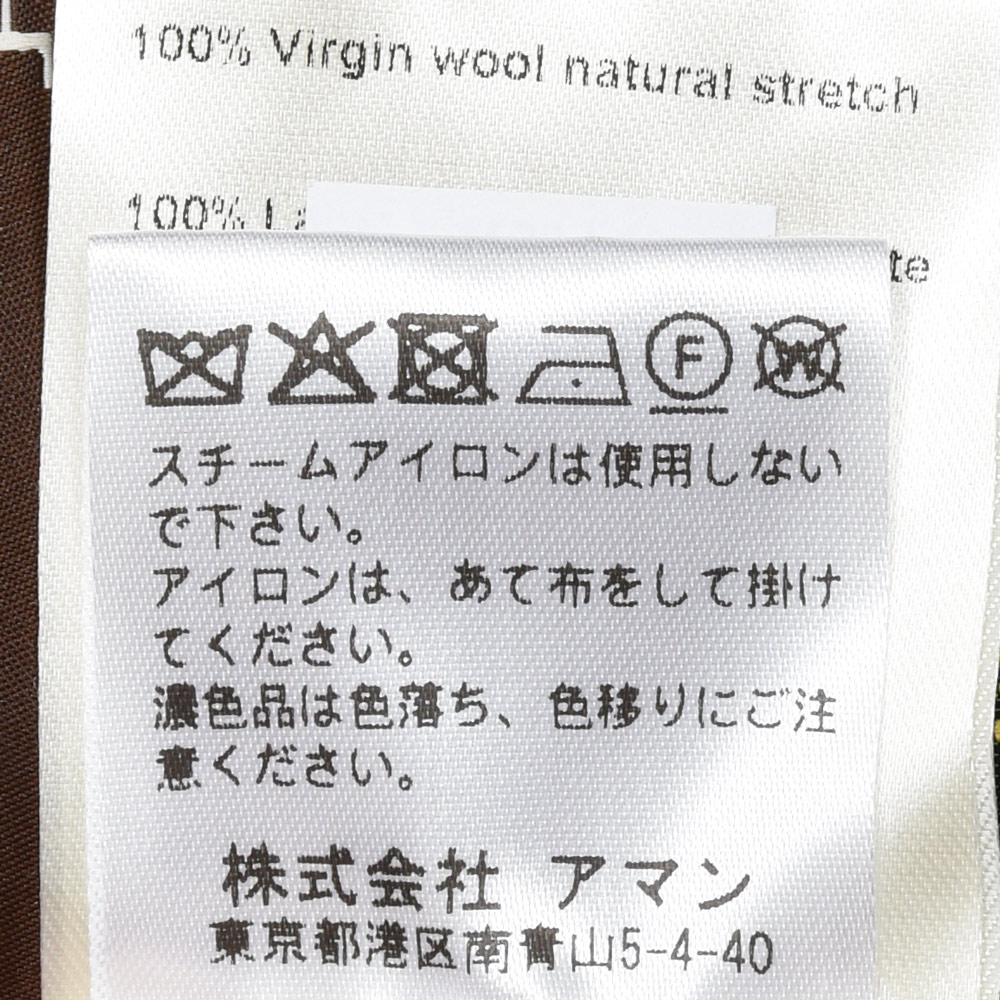 100% Virgin wool natural stretch
100%
F
W
スチームアイロンは使用しない
で下さい。
アイロンは、あて布をして掛け
てください。
濃色品は色落ち、色移りにご注
意ください。
株式会社 アマン
東京都港区南青山5-4-40